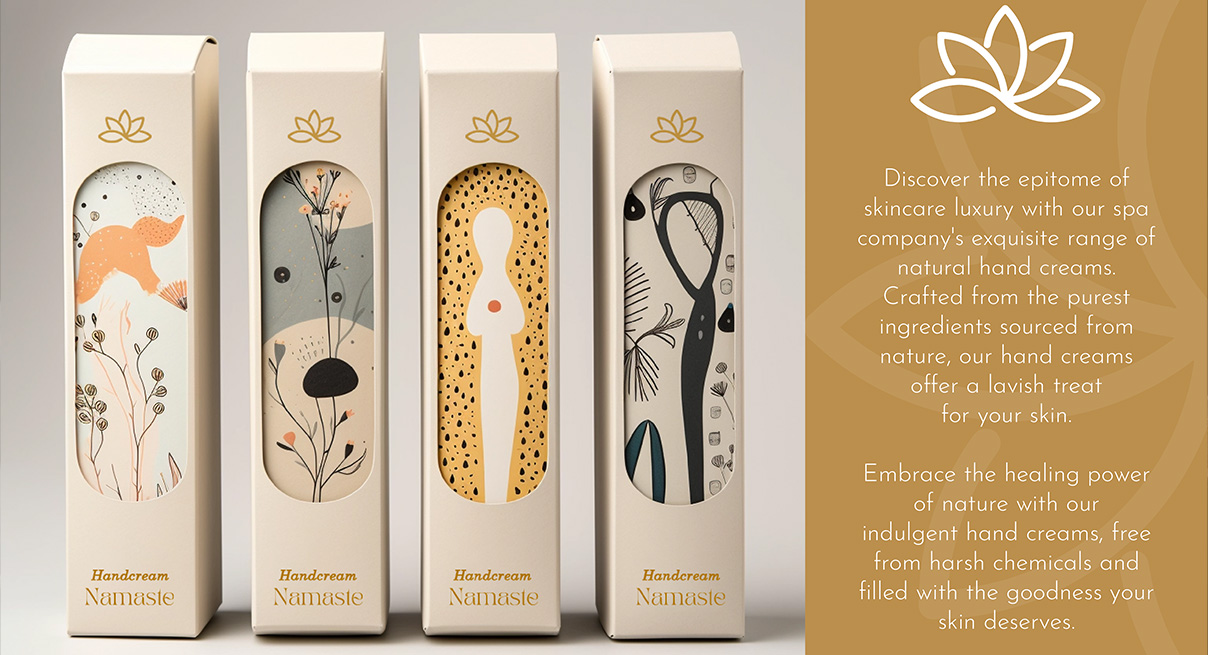 Handcream
Namaste
Handcream
Namaste
Handcream
Namaste
Handcream
Namaste
Discover the epitome of
skincare luxury with our spa
company's exquisite range of
natural hand creams.
Crafted from the purest
ingredients sourced from
nature, our hand creams
offer a lavish treat
for your skin.
Embrace the healing power
of nature with our
indulgent hand creams, free
from harsh chemicals and
filled with the goodness your
skin deserves.